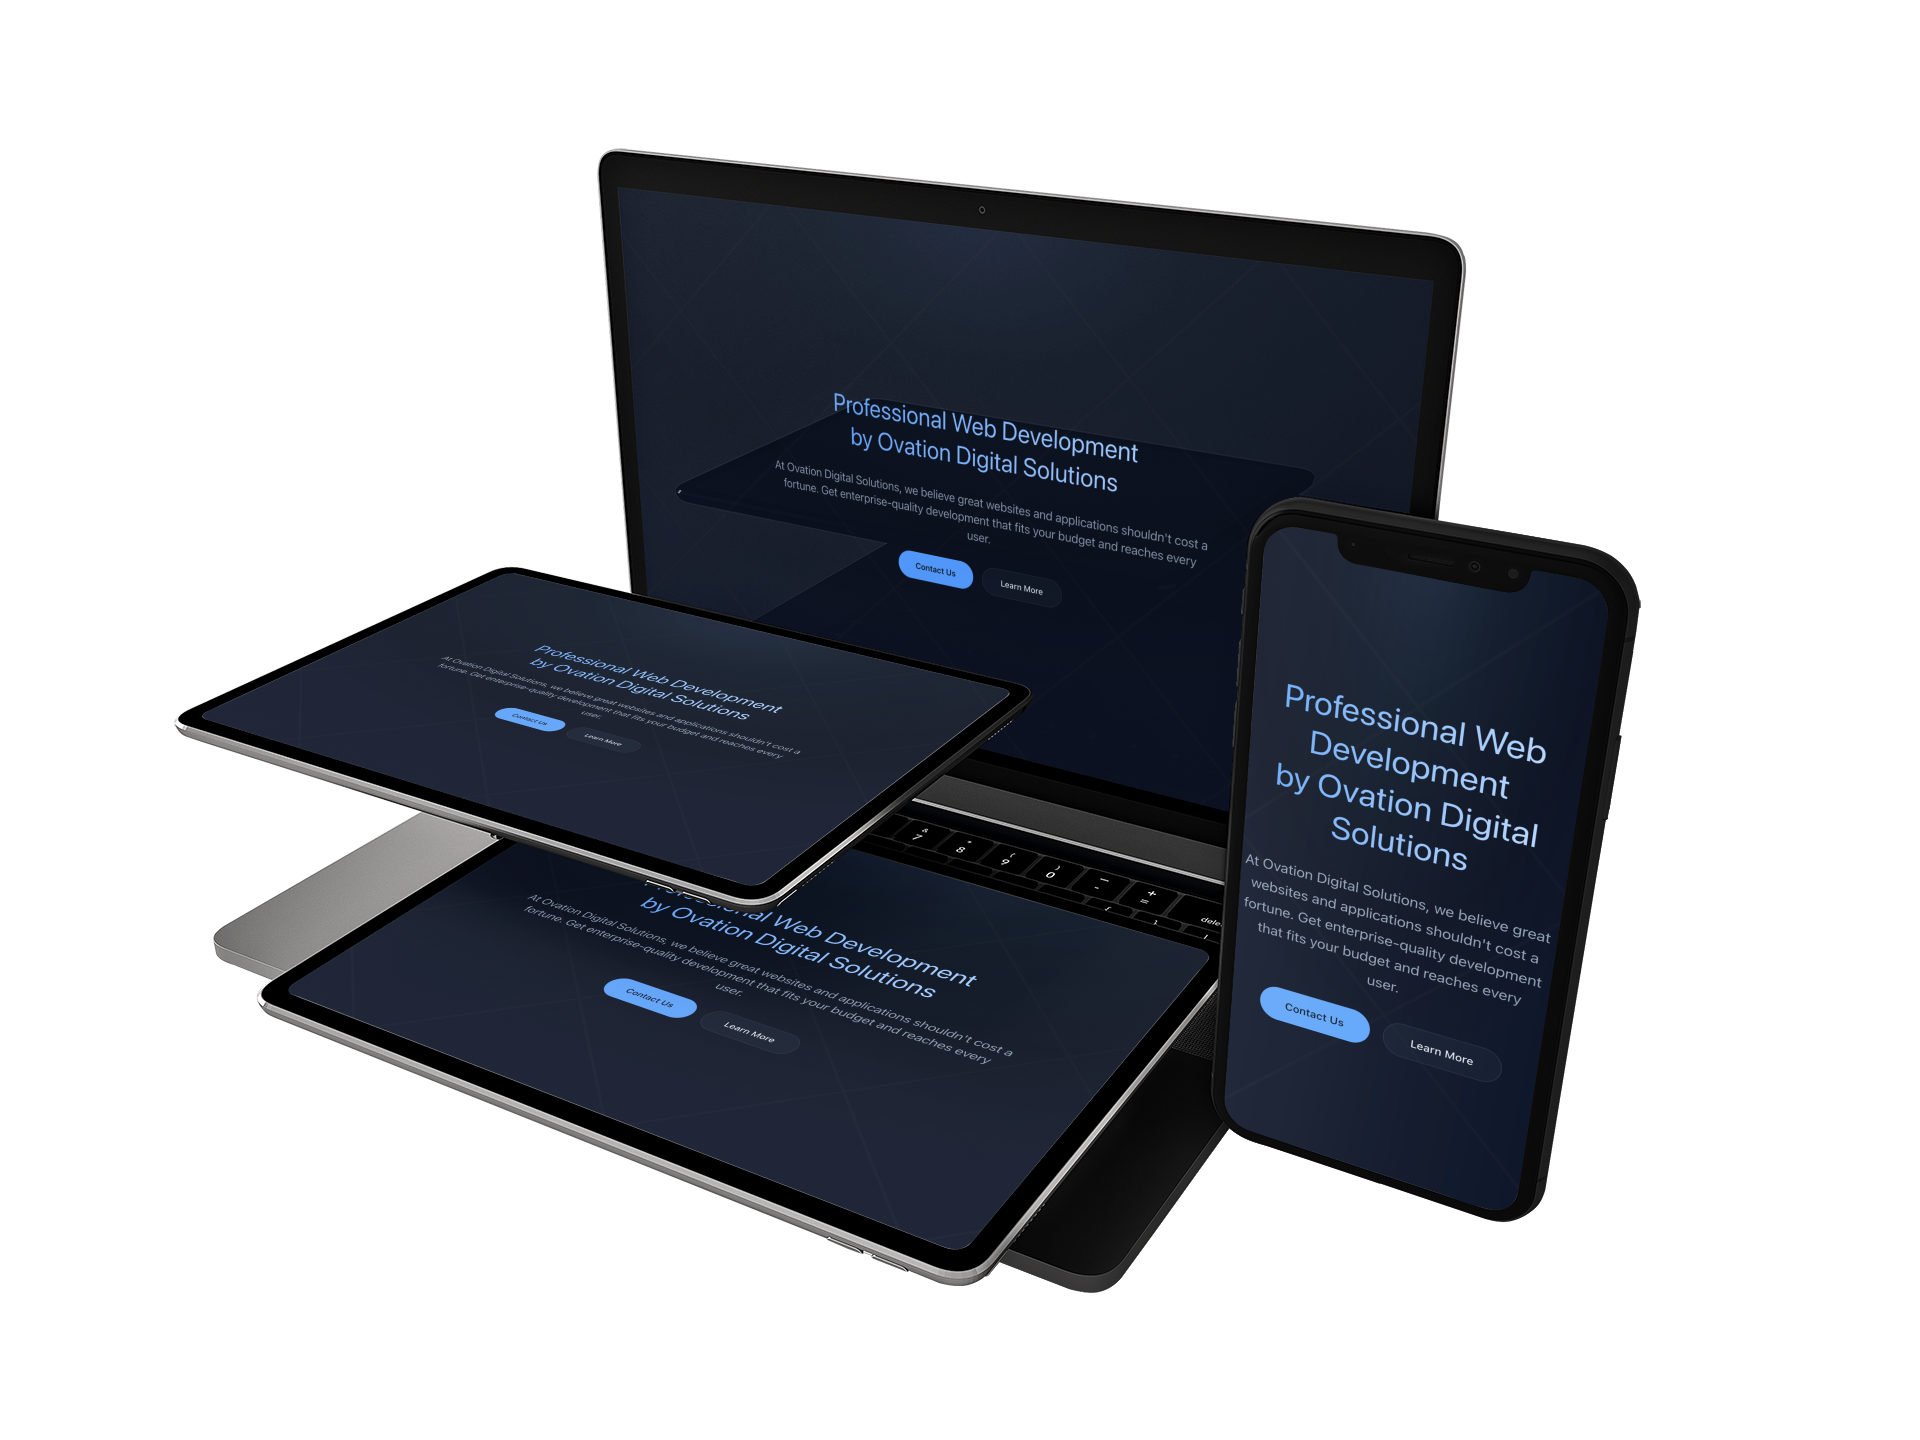 Professional Web Development
by Ovation Digital Solutions
At Ovation Digital Solutions, we believe great websites and applications shouldn't cost a
fortune. Get enterprise-quality development that fits your budget and reaches every
user.
Contact Us
Learn More
Professional Web Development
by Ovation Digital Solutions
At Ovation Digital Solutions, we believe great websites and applications shouldn't cost a
fortune. Get enterprise-quality development that fits your budget and reaches every
user.
Contact Us
Learn More
& * ( ) — +
7 8 9 0 - =
Web Development
by Ovation Digital Solutions
At Ovation Digital Solutions, we believe great websites and applications shouldn't cost a
fortune. Get enterprise-quality development that fits your budget and reaches every
user.
Contact Us
Learn More
Professional Web
Development
by Ovation Digital
Solutions
At Ovation Digital Solutions, we believe great
websites and applications shouldn't cost a
fortune. Get enterprise-quality development
that fits your budget and reaches every
user.
Contact Us
Learn More